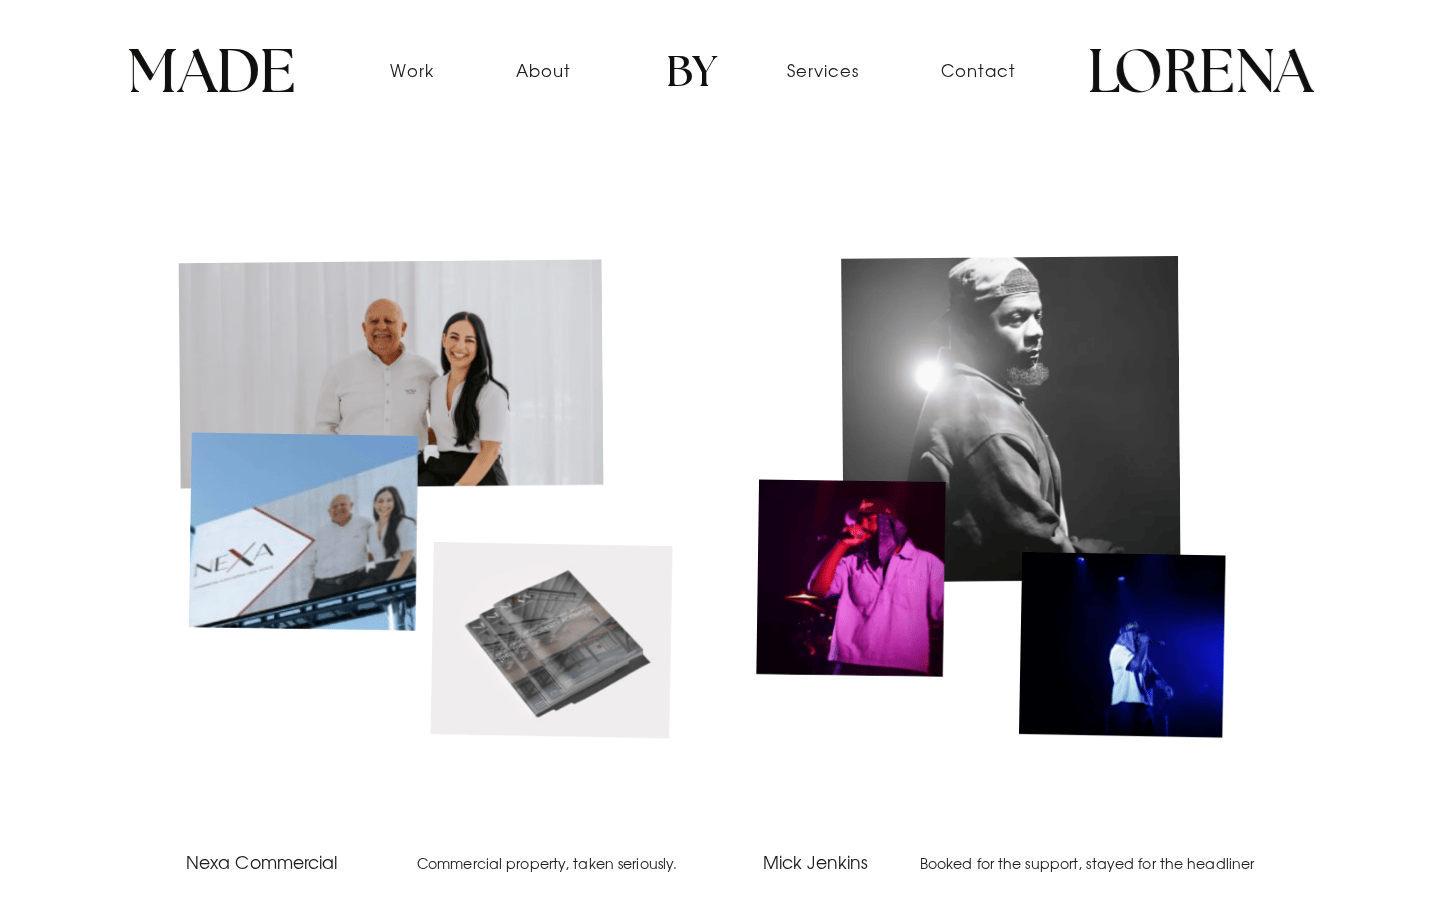 MADE Work About BY Services Contact LORENA
NEXA
Nexa Commercial Commercial property, taken seriously.
Mick Jenkins Booked for the support, stayed for the headliner